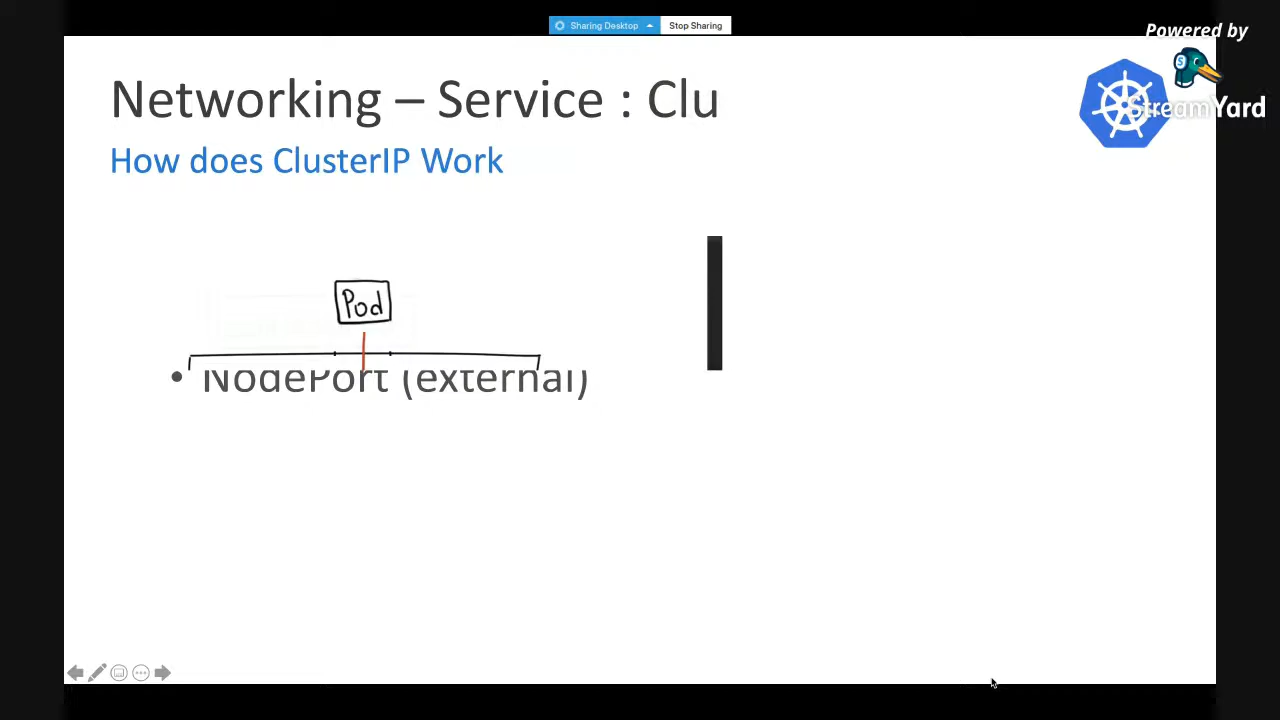 Sharing Desktop Stop Sharing
Powered by
StreamYard
Networking – Service : Clu
How does ClusterIP Work
Pod
• NodePort (external)